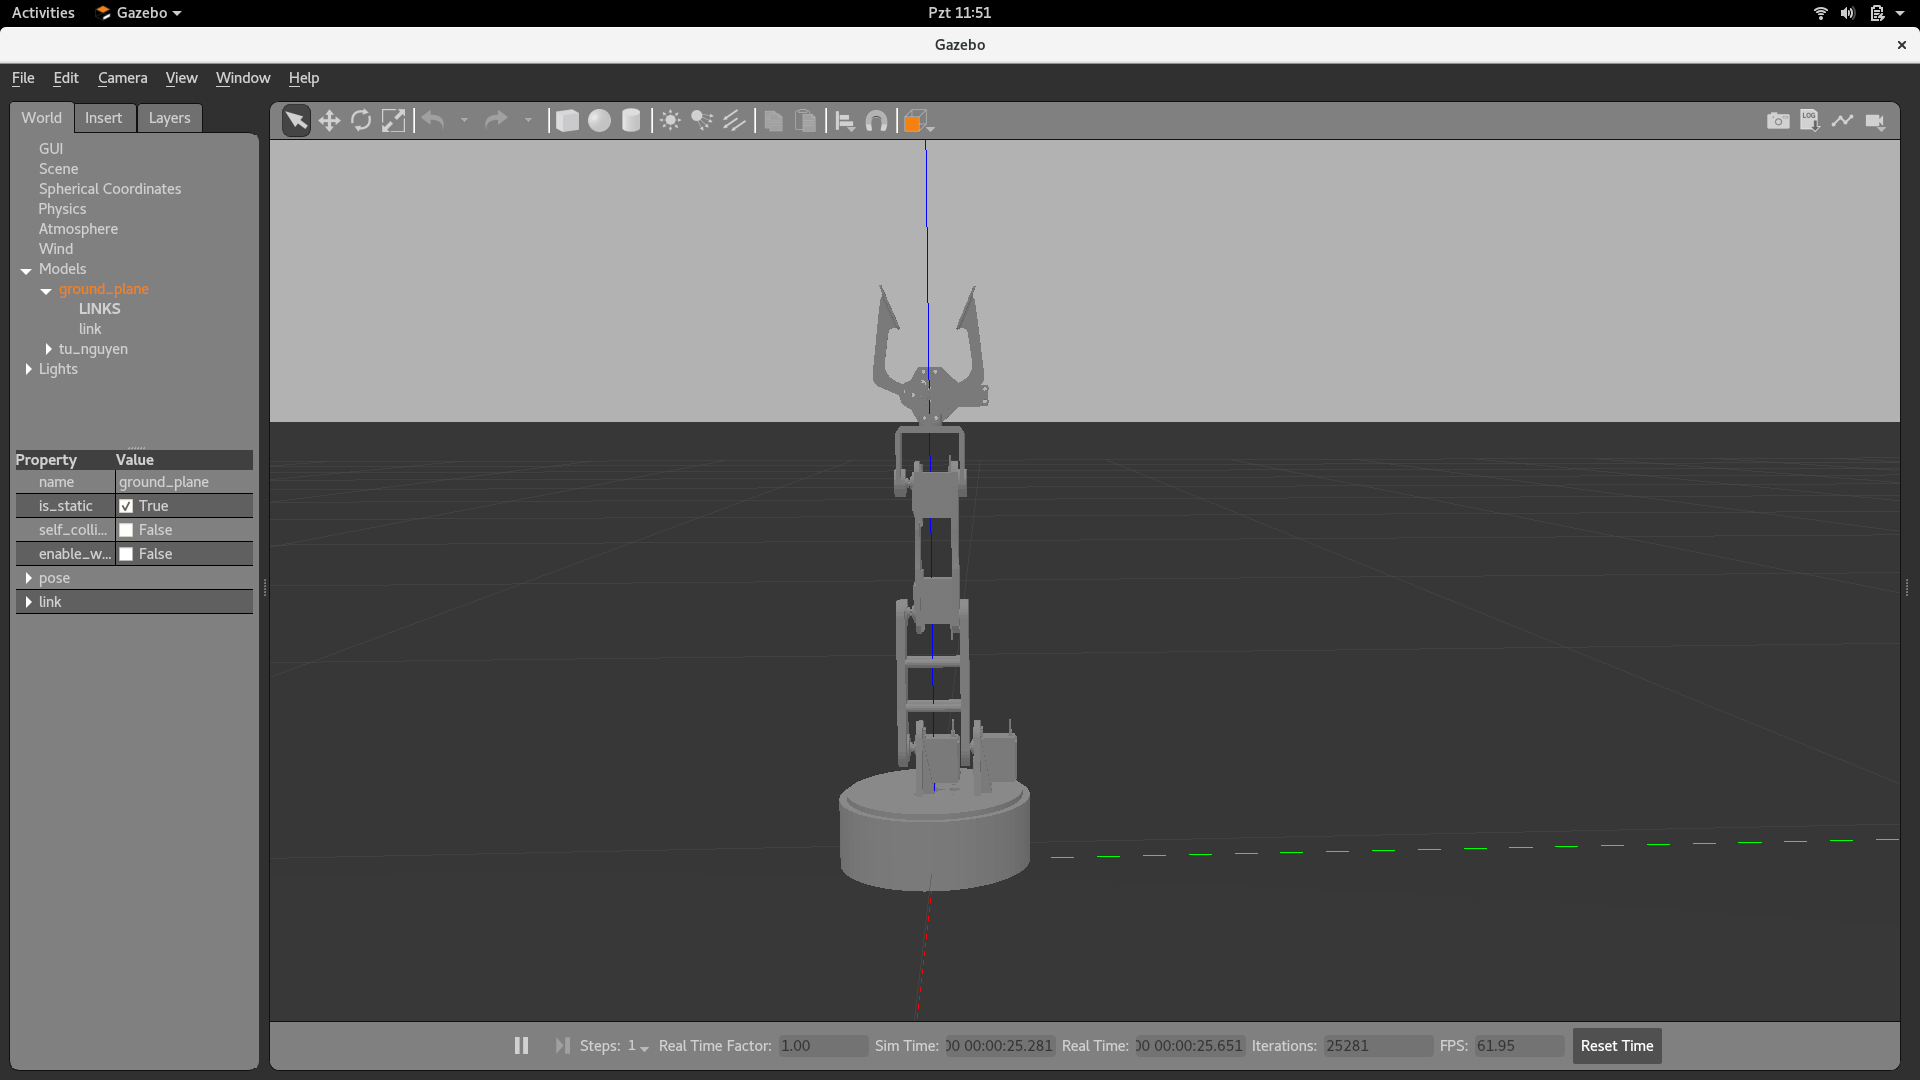 Activities Gazebo Pzt 11:51
Gazebo
File Edit Camera View Window Help
World Insert Layers
LOG
GUI
Scene
Spherical Coordinates
Physics
Atmosphere
Wind
Models
ground_plane
LINKS
link
tu_nguyen
Lights
Property Value
name ground_plane
is_static True
self_colli... False
enable_w... False
pose
link
Steps: 1 Real Time Factor: 1.00 Sim Time: 00 00:00:25.281 Real Time: 00 00:00:25.651 Iterations: 25281 FPS: 61.95 Reset Time